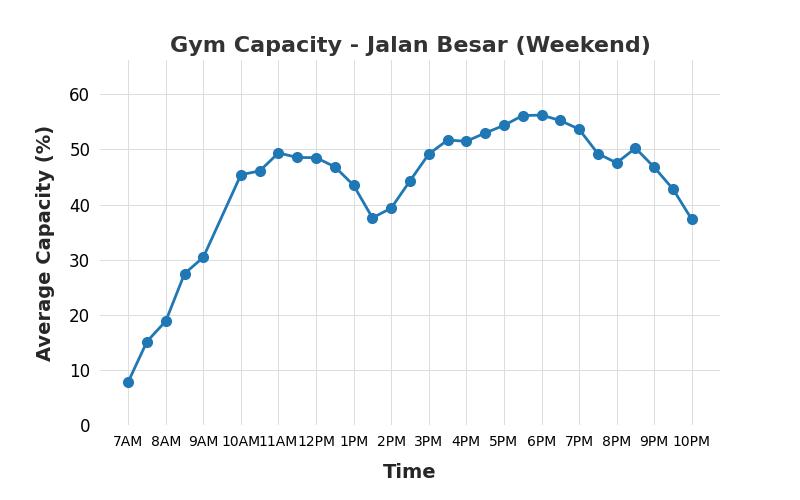 Gym Capacity - Jalan Besar (Weekend)
Average Capacity (%)
60
50
40
30
20
10
0
7AM 8AM 9AM 10AM 11AM 12PM 1PM 2PM 3PM 4PM 5PM 6PM 7PM 8PM 9PM 10PM
Time